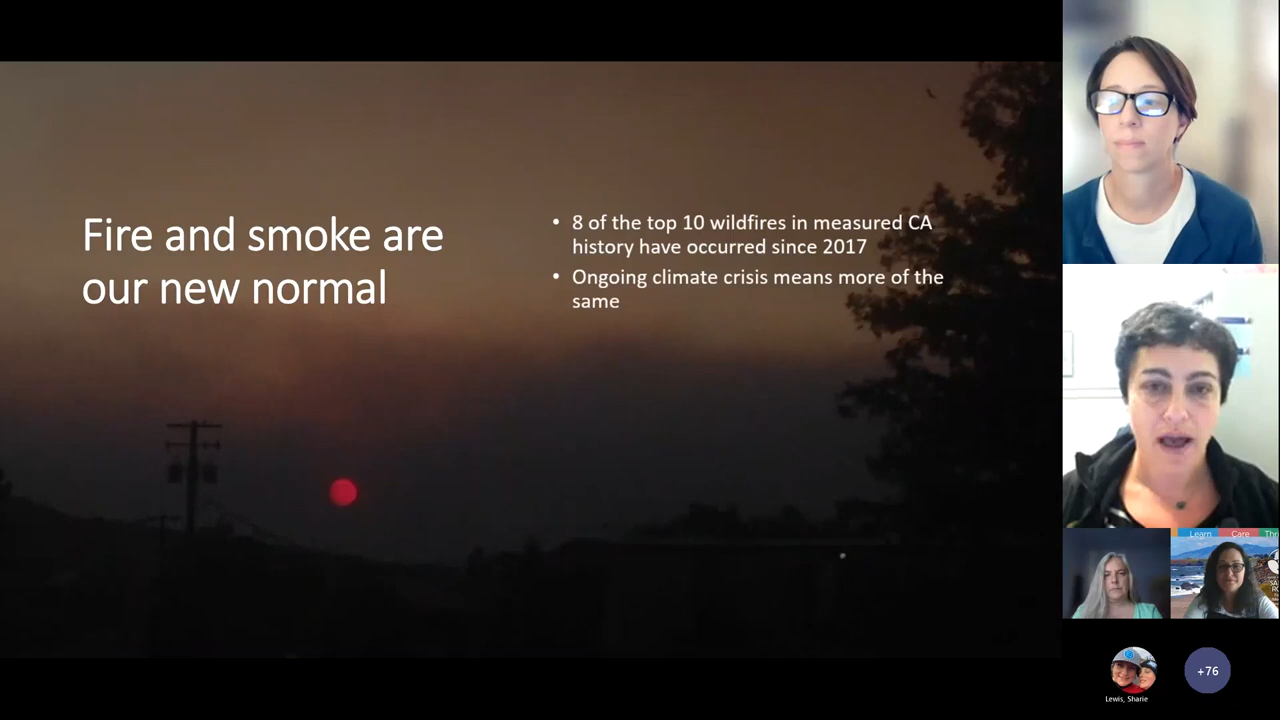 Fire and smoke are
our new normal
• 8 of the top 10 wildfires in measured CA
history have occurred since 2017
• Ongoing climate crisis means more of the
same
Learn Care
Lewis, Sharie
+76